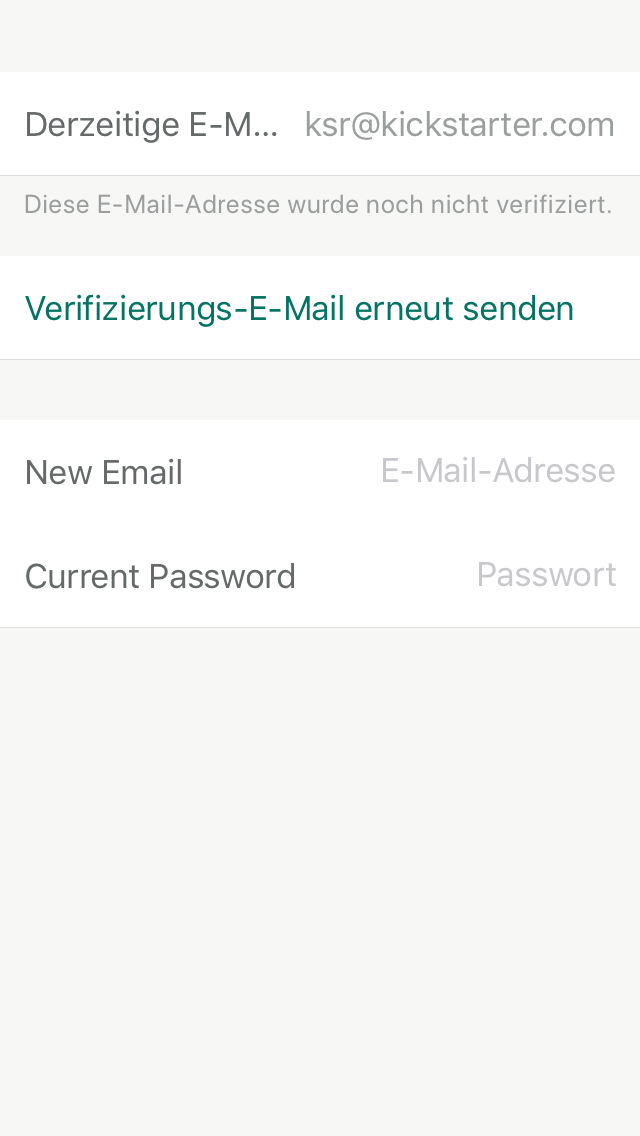 Derzeitige E-M... ksr@kickstarter.com
Diese E-Mail-Adresse wurde noch nicht verifiziert.
Verifizierungs-E-Mail erneut senden
New Email E-Mail-Adresse
Current Password Passwort